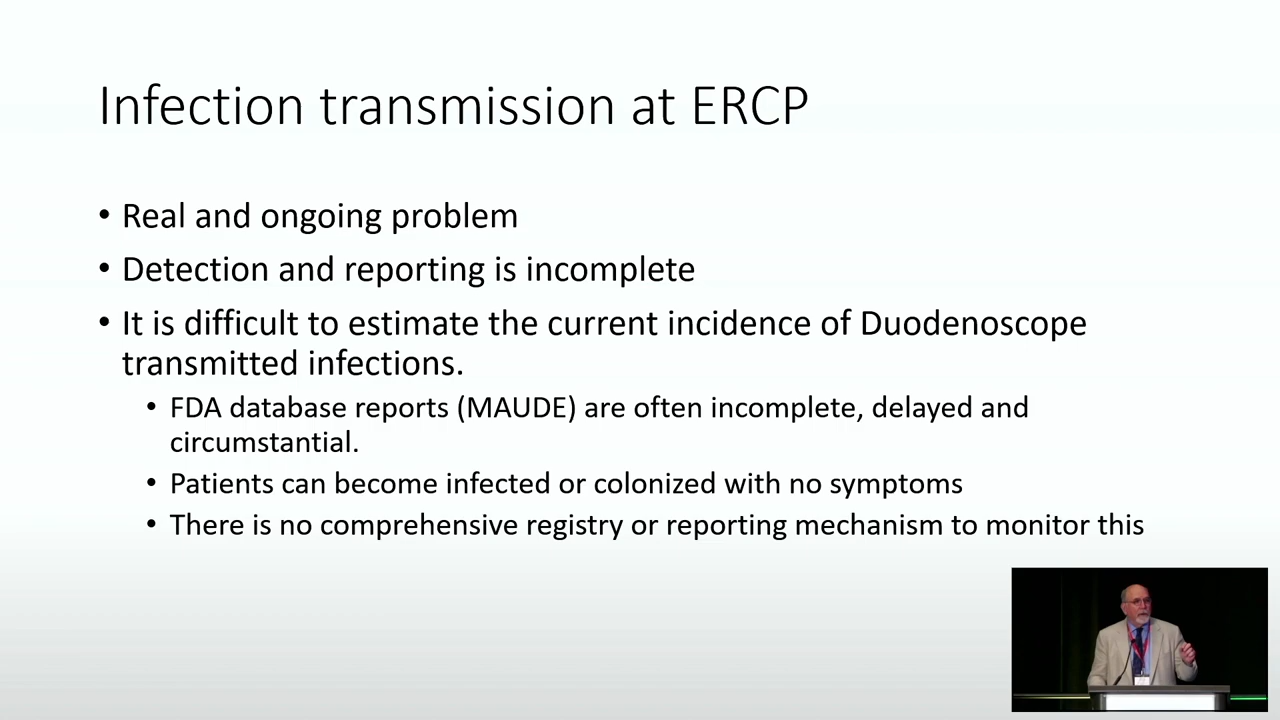 Infection transmission at ERCP
• Real and ongoing problem
• Detection and reporting is incomplete
• It is difficult to estimate the current incidence of Duodenoscope
transmitted infections.
• FDA database reports (MAUDE) are often incomplete, delayed and
circumstantial.
• Patients can become infected or colonized with no symptoms
• There is no comprehensive registry or reporting mechanism to monitor this